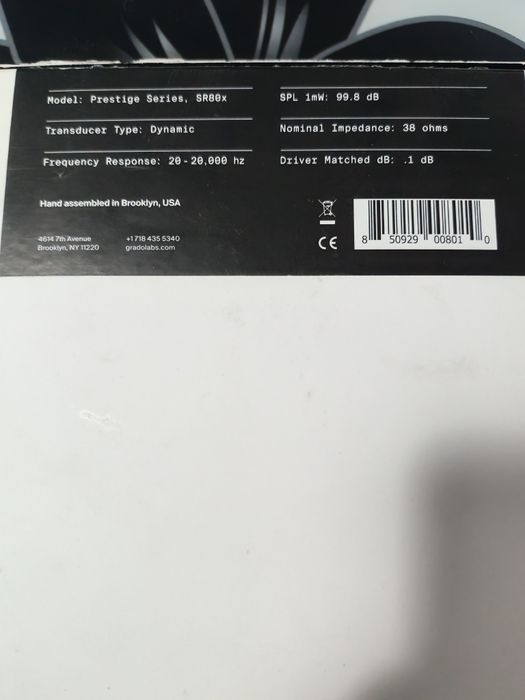 Model: Prestige Series, SR80x
SPL 1mW: 99.8 dB
Transducer Type: Dynamic
Nominal Impedance: 38 ohms
Frequency Response: 20-20,000 hz
Driver Matched dB: .1 dB
Hand assembled in Brooklyn, USA
4614 7th Avenue
Brooklyn, NY 11220
+1 718 435 5340
gradolabs.com
CE
8 50929 00801 0